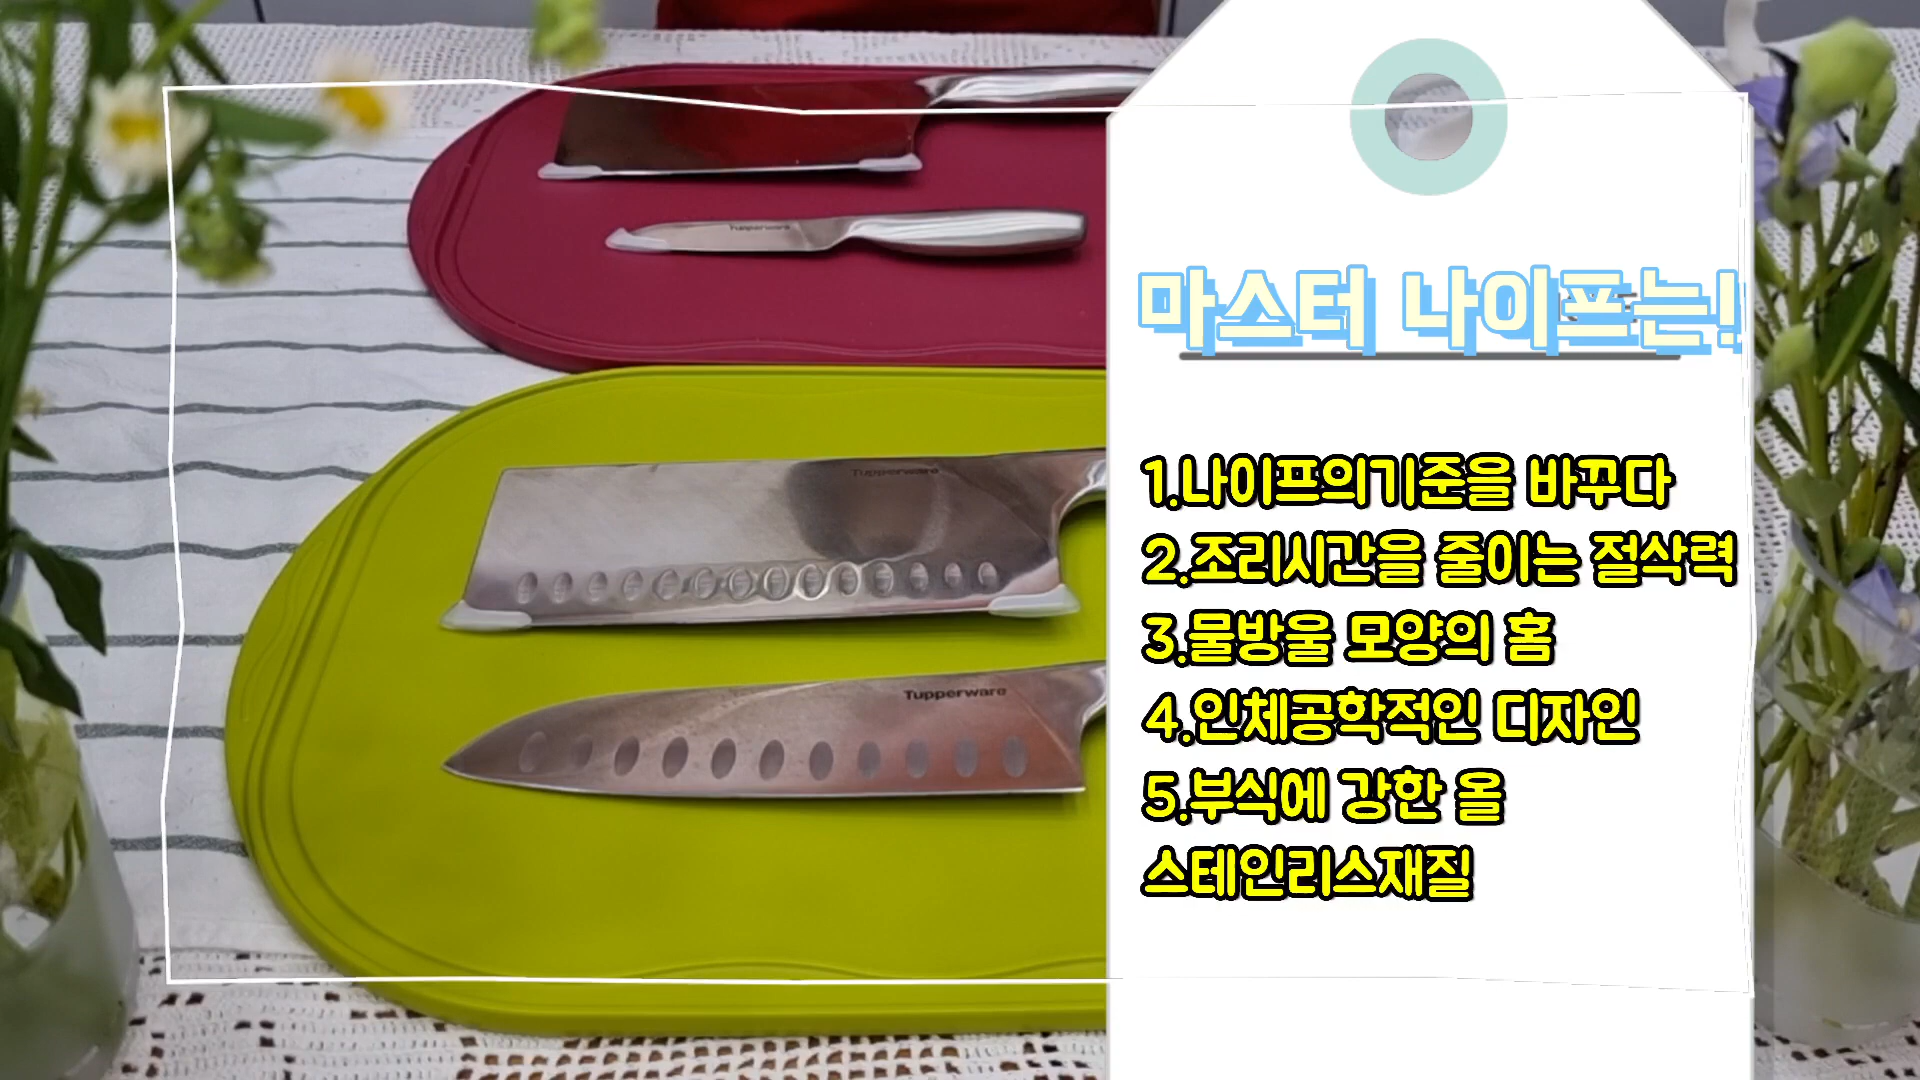 Tupperware
마스터 나이프는!
Tupperware
1.나이프의기준을 바꾸다
2.조리시간을 줄이는 절삭력
3.물방울 모양의 홈
4.인체공학적인 디자인
Tupperware
5.부식에 강한 올
스테인리스재질